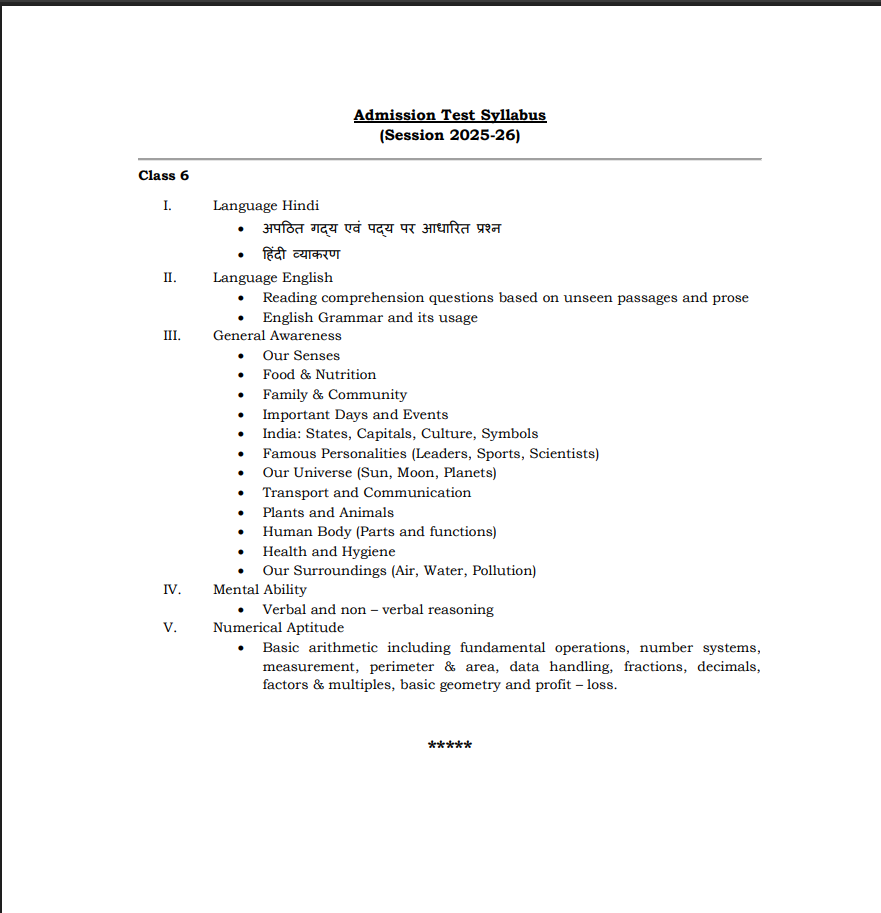 Admission Test Syllabus
(Session 2025-26)
Class 6
I. Language Hindi
• अपठित गद्य एवं पद्य पर आधारित प्रश्न
• हिंदी व्याकरण
II. Language English
• Reading comprehension questions based on unseen passages and prose
• English Grammar and its usage
III. General Awareness
• Our Senses
• Food & Nutrition
• Family & Community
• Important Days and Events
• India: States, Capitals, Culture, Symbols
• Famous Personalities (Leaders, Sports, Scientists)
• Our Universe (Sun, Moon, Planets)
• Transport and Communication
• Plants and Animals
• Human Body (Parts and functions)
• Health and Hygiene
• Our Surroundings (Air, Water, Pollution)
IV. Mental Ability
• Verbal and non – verbal reasoning
V. Numerical Aptitude
• Basic arithmetic including fundamental operations, number systems,
measurement, perimeter & area, data handling, fractions, decimals,
factors & multiples, basic geometry and profit – loss.
*****